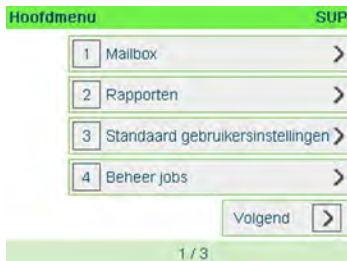 Hoofdmenu SUP
1 Mailbox
2 Rapporten
3 Standaard gebruikersinstellingen
4 Beheer jobs
Volgend
1 / 3